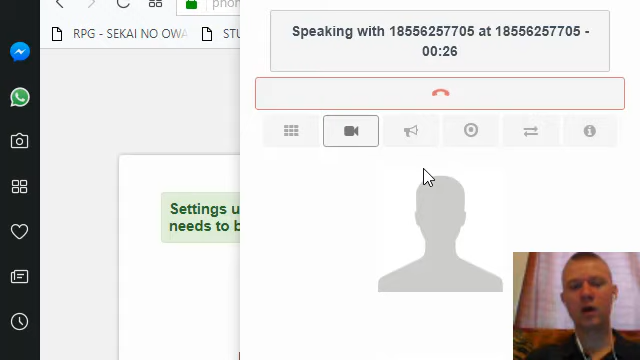 phon
RPG - SEKAI NO OWA
STU
Speaking with 18556257705 at 18556257705 -
00:26
Settings u
needs to b